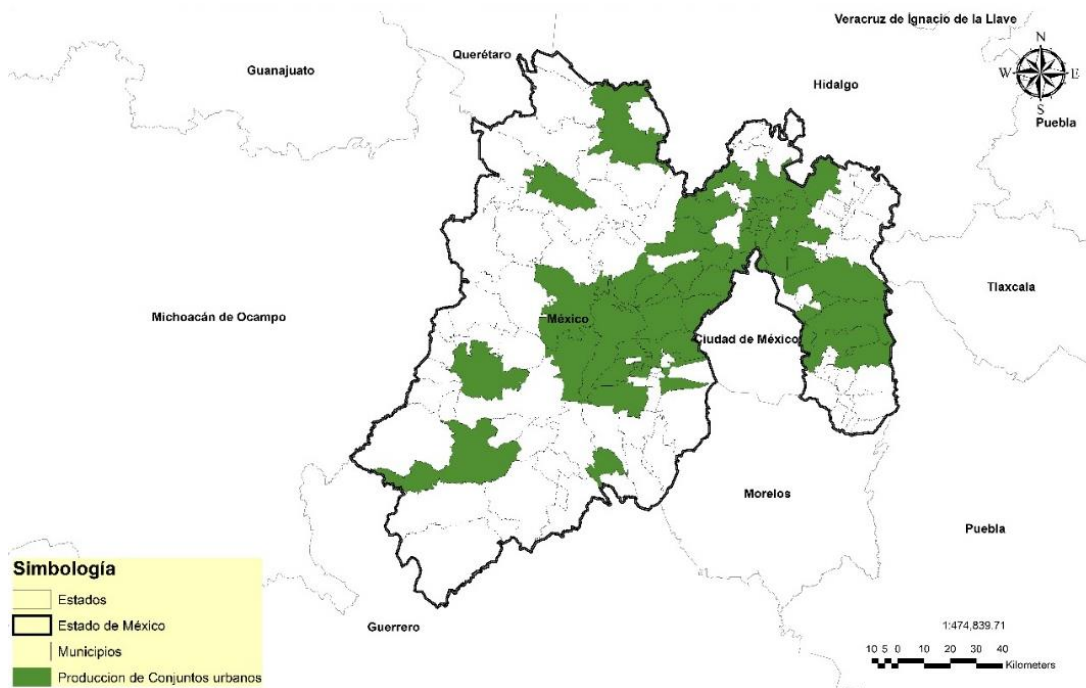 Veracruz de Ignacio de la Llave
Querétaro
Guanajuato
Hidalgo
N
W E
S
Puebla
Tlaxcala
Michoacán de Ocampo
México
Ciudad de México
Morelos
Puebla
Guerrero
Simbología
Estados
Estado de México
Municipios
Produccion de Conjuntos urbanos
1:474,839.71
10 5 0 10 20 30 40
Kilometers